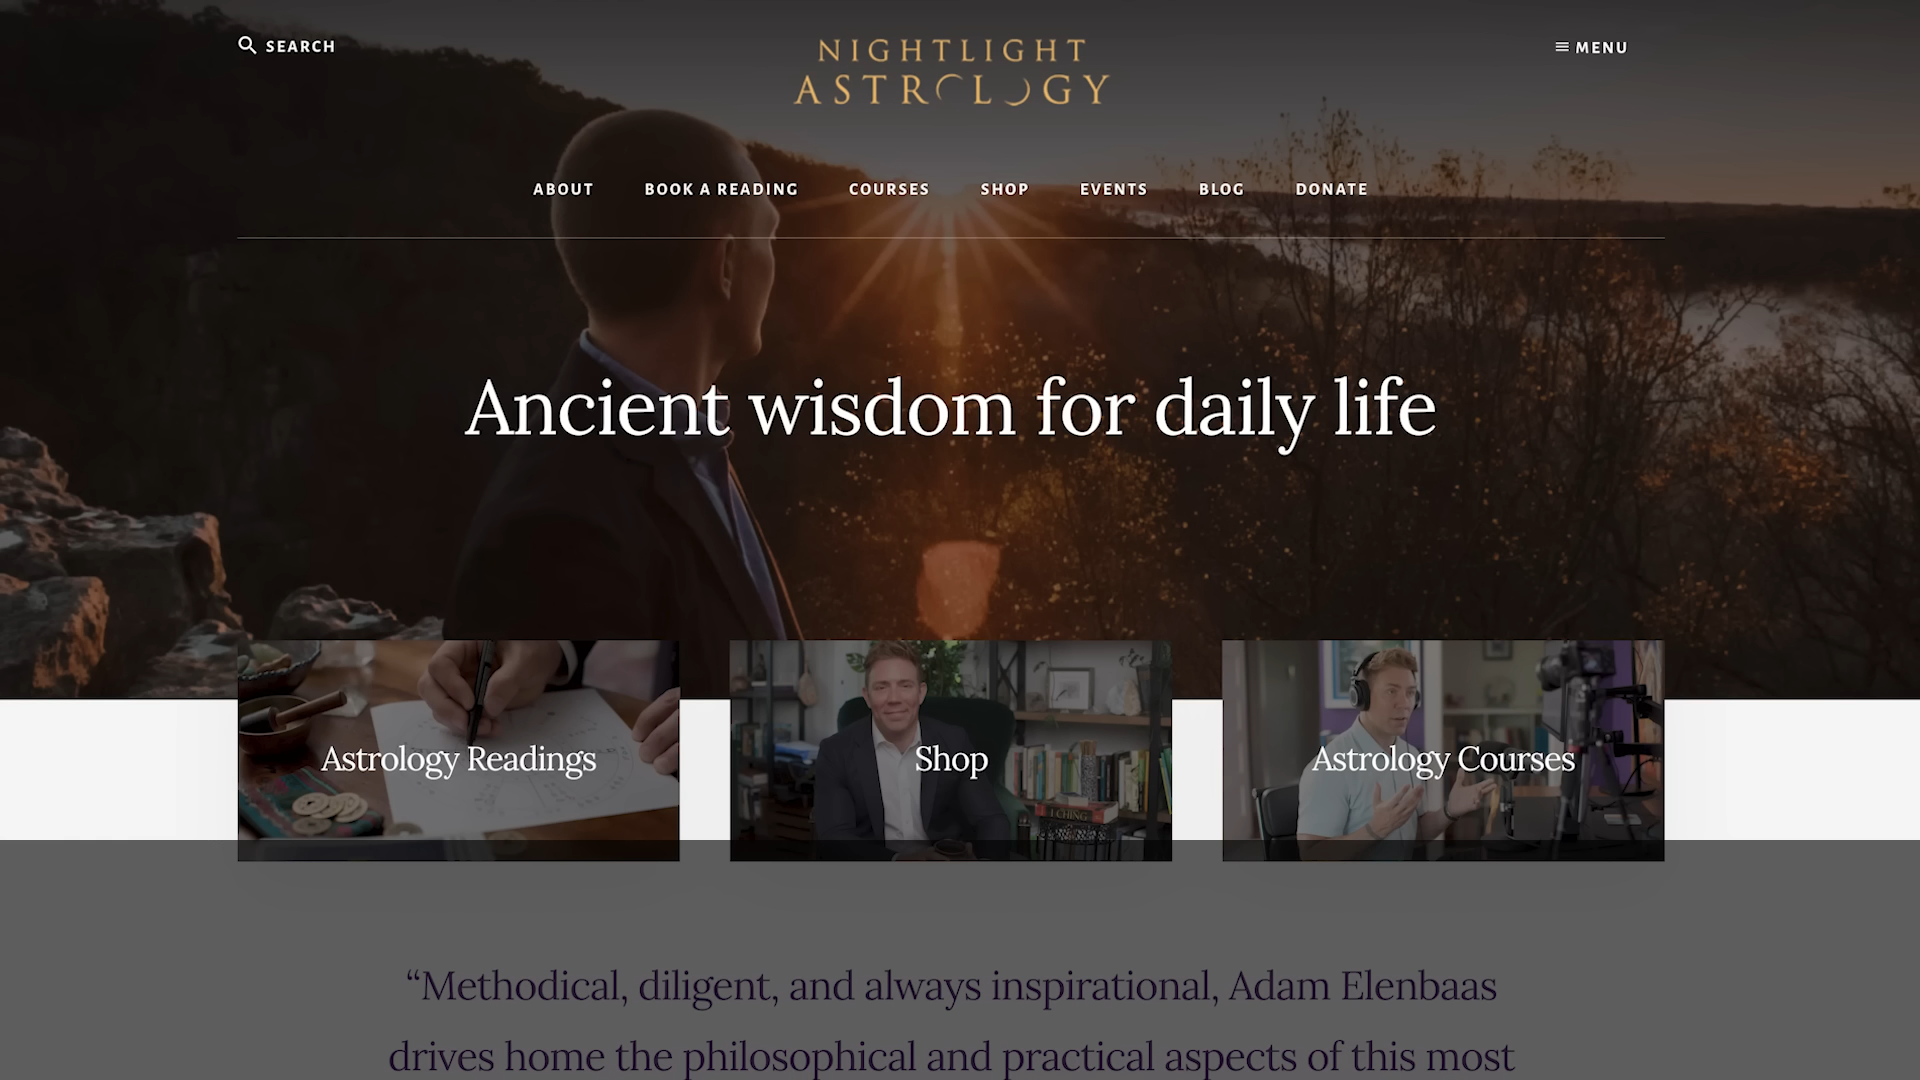 SEARCH
NIGHTLIGHT
ASTROLOGY
MENU
ABOUT
BOOK A READING
COURSES
SHOP
EVENTS
BLOG
DONATE
Ancient wisdom for daily life
Astrology Readings
Shop
I CHING
Astrology Courses
“Methodical, diligent, and always inspirational, Adam Elenbaas
drives home the philosophical and practical aspects of this most